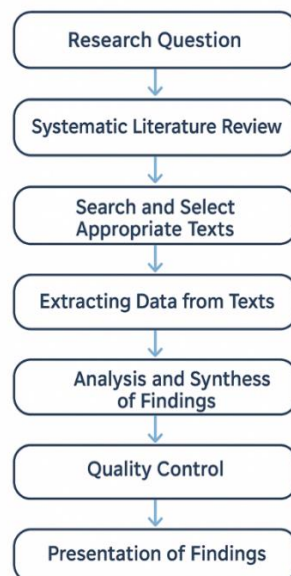 Research Question
Systematic Literature Review
Search and Select
Appropriate Texts
Extracting Data from Texts
Analysis and Synthess
of Findings
Quality Control
Presentation of Findings